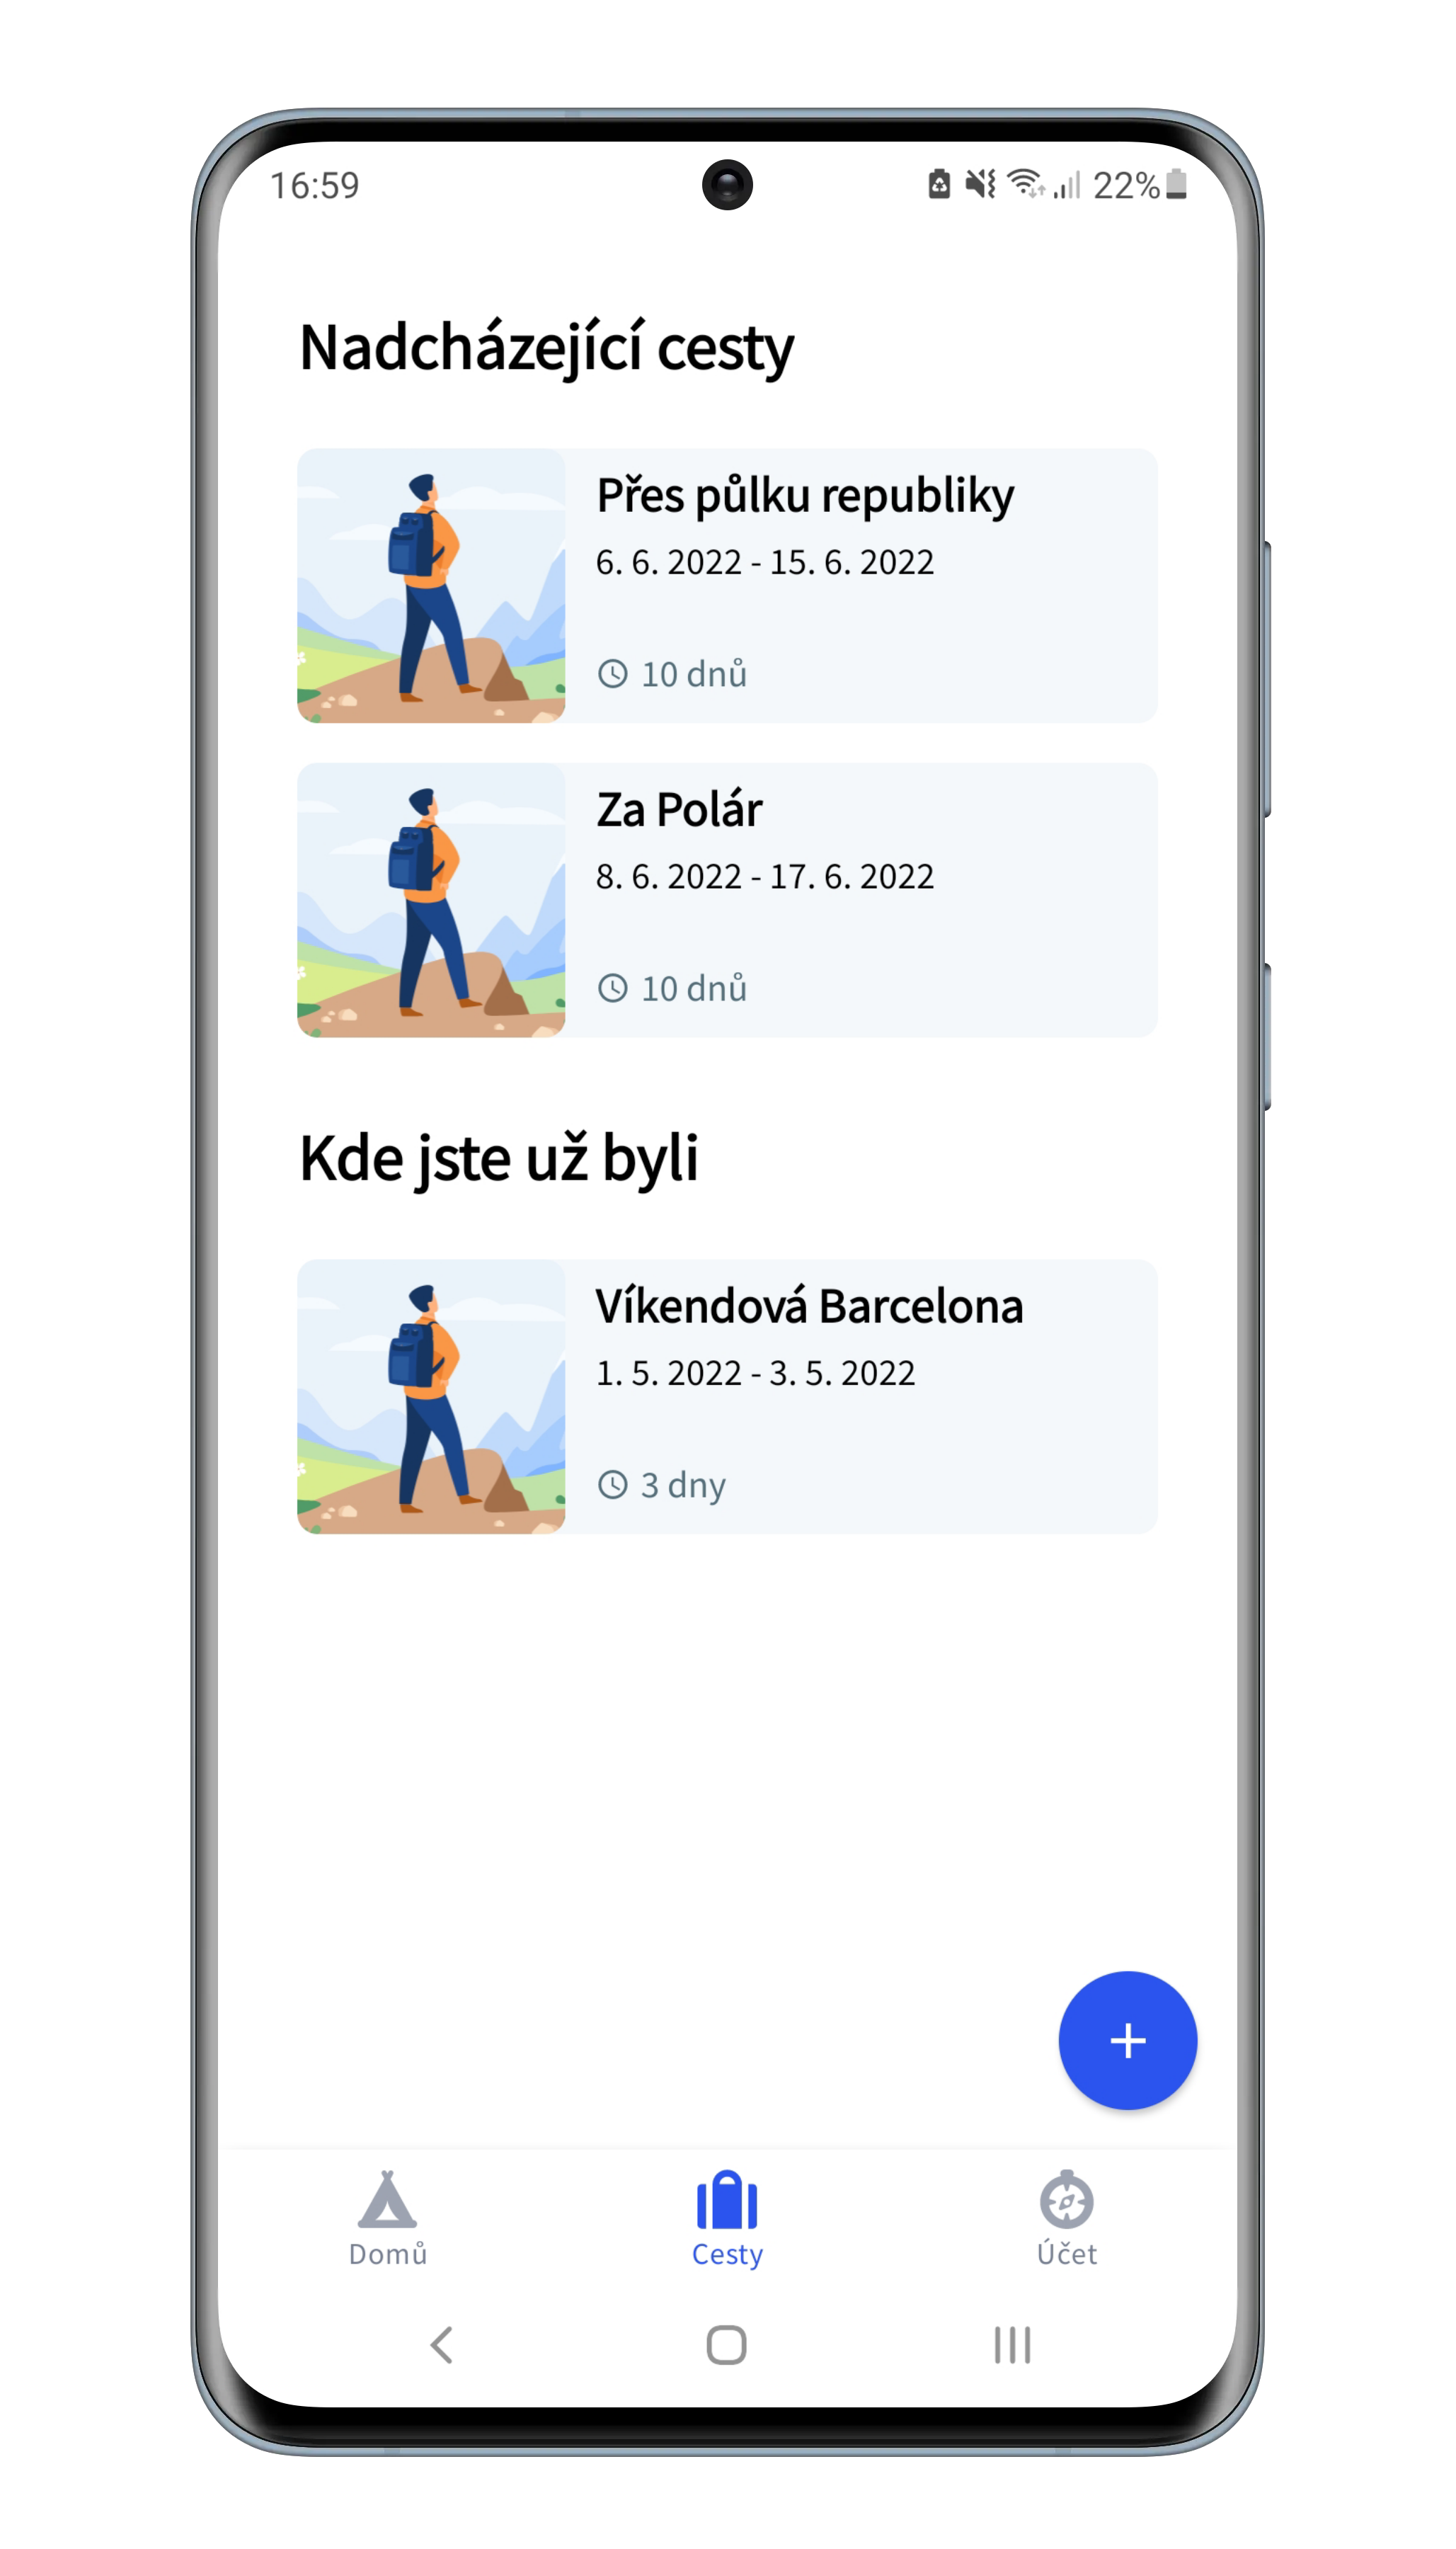 16:59
22%
Nadcházející cesty
Přes půlku republiky
6. 6. 2022 - 15. 6. 2022
10 dnů
Za Polár
8. 6. 2022 - 17. 6. 2022
10 dnů
Kde jste už byli
Víkendová Barcelona
1. 5. 2022 - 3. 5. 2022
3 dny
+
Domů
Cesty
Účet